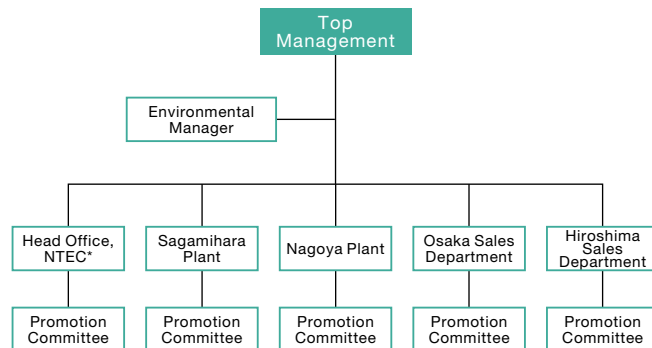 Top
Management
Environmental
Manager
Head Office,
NTEC*
Sagamihara
Plant
Nagoya Plant
Osaka Sales
Department
Hiroshima
Sales
Department
Promotion
Committee
Promotion
Committee
Promotion
Committee
Promotion
Committee
Promotion
Committee